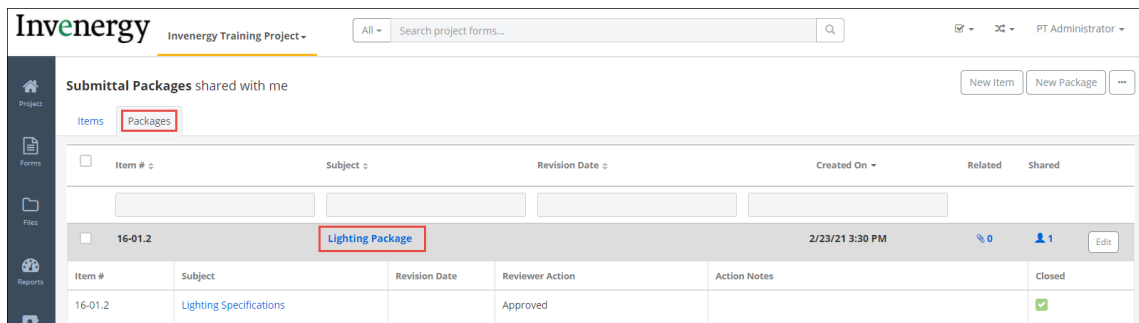 Invenergy
Invenergy Training Project
All
Search project forms...
PT Administrator
Project
Forms
Files
Reports
Submittal Packages shared with me
New Item
New Package
...
Items
Packages
Item #
Subject
Revision Date
Created On
Related
Shared
16-01.2
Lighting Package
2/23/21 3:30 PM
0
1
Edit
Item #
Subject
Revision Date
Reviewer Action
Action Notes
Closed
16-01.2
Lighting Specifications
Approved